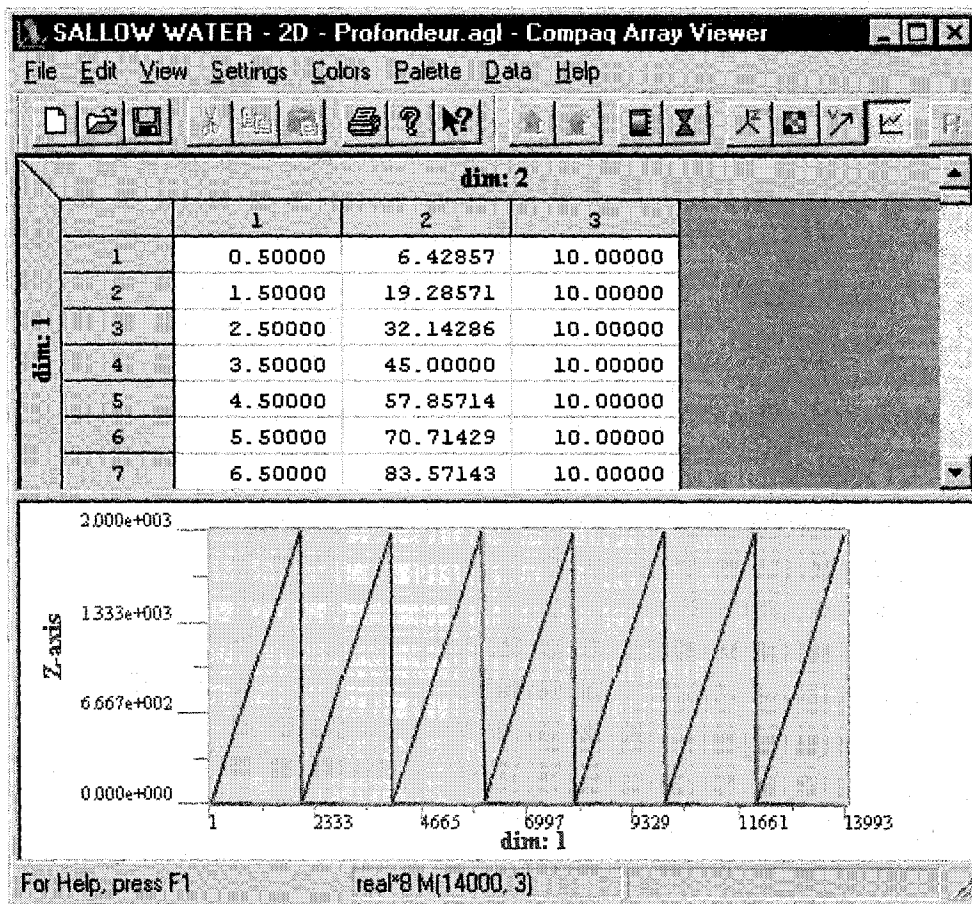 SALLOW WATER - 2D - Profondeur.agl - Compaq Array Viewer
File Edit View Settings Colors Palette Data Help
dim: 2
1 2 3
1 0.50000 6.42857 10.00000
2 1.50000 19.28571 10.00000
3 2.50000 32.14286 10.00000
4 3.50000 45.00000 10.00000
5 4.50000 57.85714 10.00000
6 5.50000 70.71429 10.00000
7 6.50000 83.57143 10.00000
dim: 1
2.000e+003
1.333e+003
6.667e+002
0.000e+000
Z-axis
1 2333 4665 6997 9329 11661 13993
dim: 1
For Help, press F1 real*8 M(14000, 3)